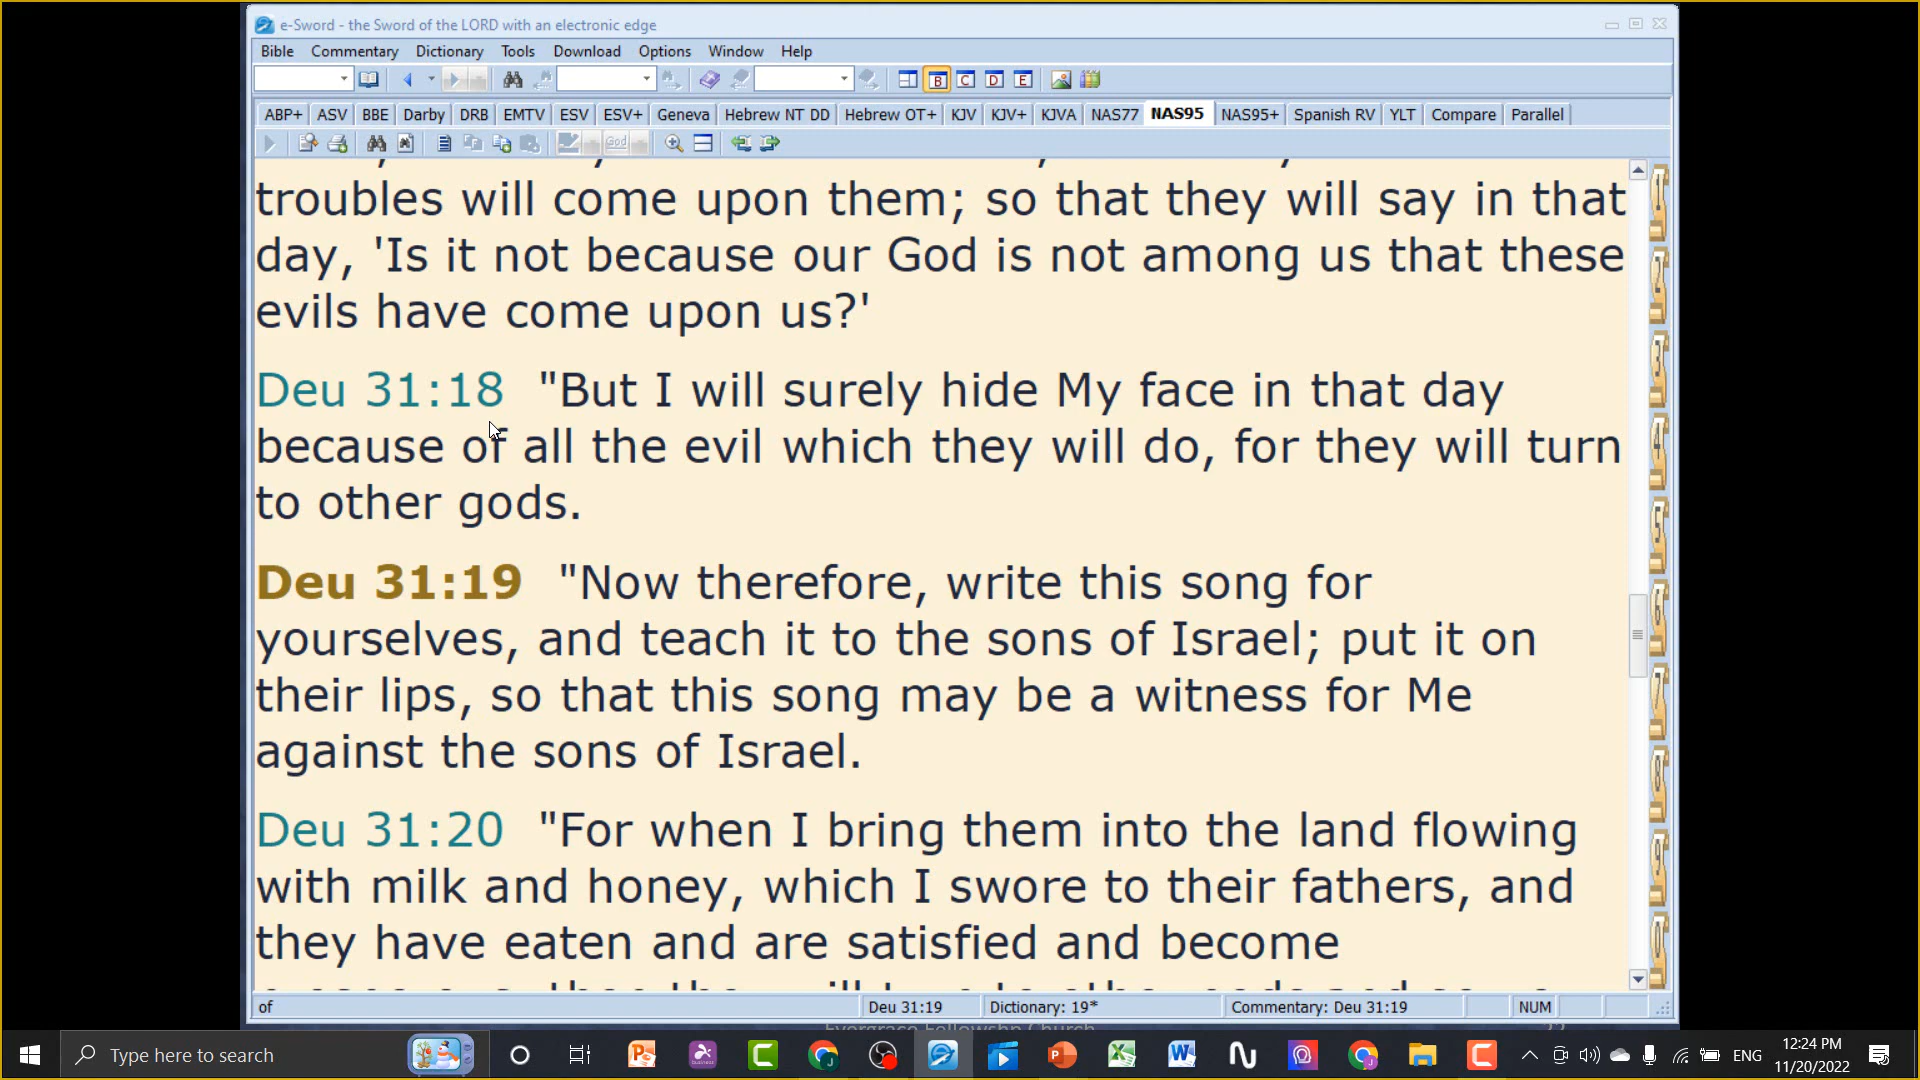 e-Sword - the Sword of the LORD with an electronic edge
Bible Commentary Dictionary Tools Download Options Window Help
B C D E
ABP+ ASV BBE Darby DRB EMTV ESV ESV+ Geneva Hebrew NT DD Hebrew OT+ KJV KJV+ KJVA NAS77 NAS95 NAS95+ Spanish RV YLT Compare Parallel
God
troubles will come upon them; so that they will say in that
day, 'Is it not because our God is not among us that these
evils have come upon us?'
Deu 31:18 "But I will surely hide My face in that day
because of all the evil which they will do, for they will turn
to other gods.
Deu 31:19 "Now therefore, write this song for
yourselves, and teach it to the sons of Israel; put it on
their lips, so that this song may be a witness for Me
against the sons of Israel.
Deu 31:20 "For when I bring them into the land flowing
with milk and honey, which I swore to their fathers, and
they have eaten and are satisfied and become
of Deu 31:19 Dictionary: 19* Commentary: Deu 31:19 NUM
Type here to search
ENG
12:24 PM
11/20/2022